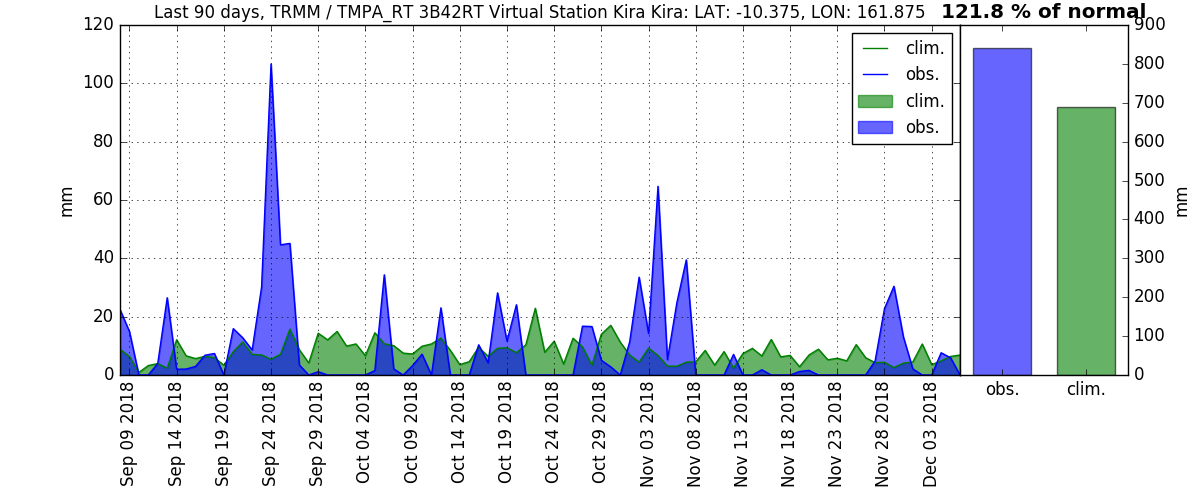 Last 90 days, TRMM / TMPA_RT 3B42RT Virtual Station Kira Kira: LAT: -10.375, LON: 161.875 121.8 % of normal
120
100
80
60
40
20
0
mm
clim.
obs.
clim.
obs.
900
800
700
600
500
400
300
200
100
0
mm
Sep 09 2018
Sep 14 2018
Sep 19 2018
Sep 24 2018
Sep 29 2018
Oct 04 2018
Oct 09 2018
Oct 14 2018
Oct 19 2018
Oct 24 2018
Oct 29 2018
Nov 03 2018
Nov 08 2018
Nov 13 2018
Nov 18 2018
Nov 23 2018
Nov 28 2018
Dec 03 2018
obs. clim.